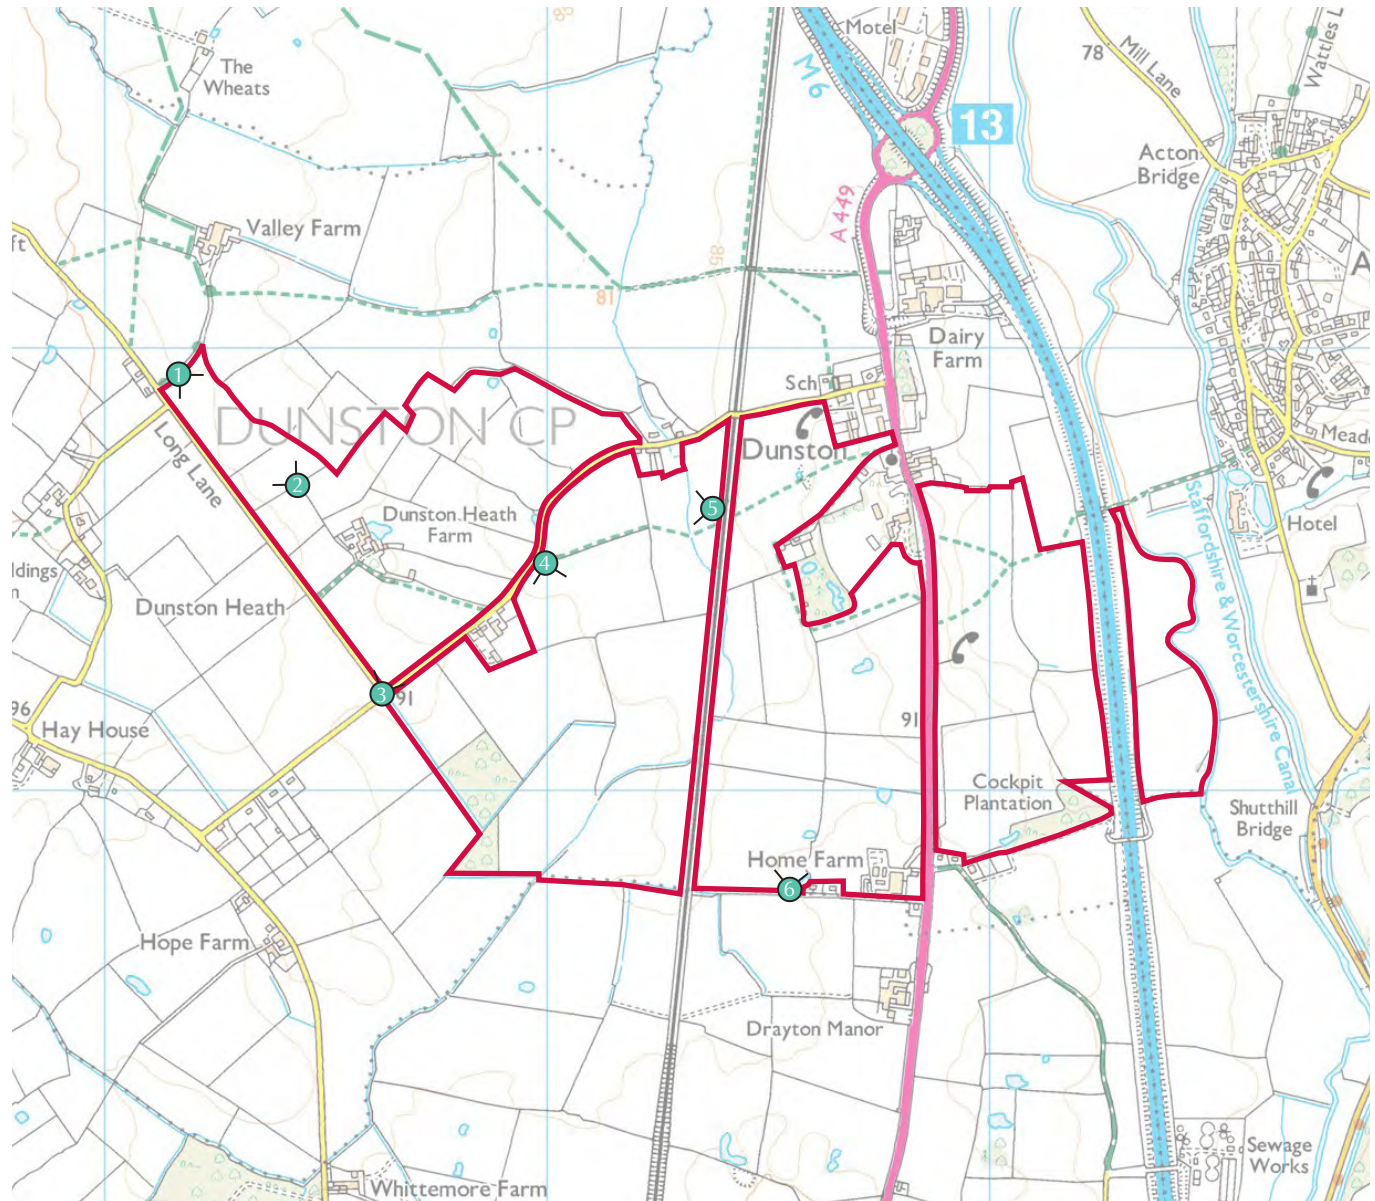 Motel
M6
13
78
Mill Lane
Wattles L
The
Wheats
Acton
Bridge
A 449
Valley Farm
ft
A
85
81
Dairy
Farm
Sch
1
DUNSTON CP
Long Lane
Dunston
Mead
2
Dunston Heath
Farm
5
Hotel
Staffordshire & Worcestershire Canal
4
ldings
n
Dunston Heath
3
91
91
96
Hay House
Cockpit
Plantation
Shutthill
Bridge
Home Farm
6
Hope Farm
Drayton Manor
Sewage
Works
Whittemore Farm